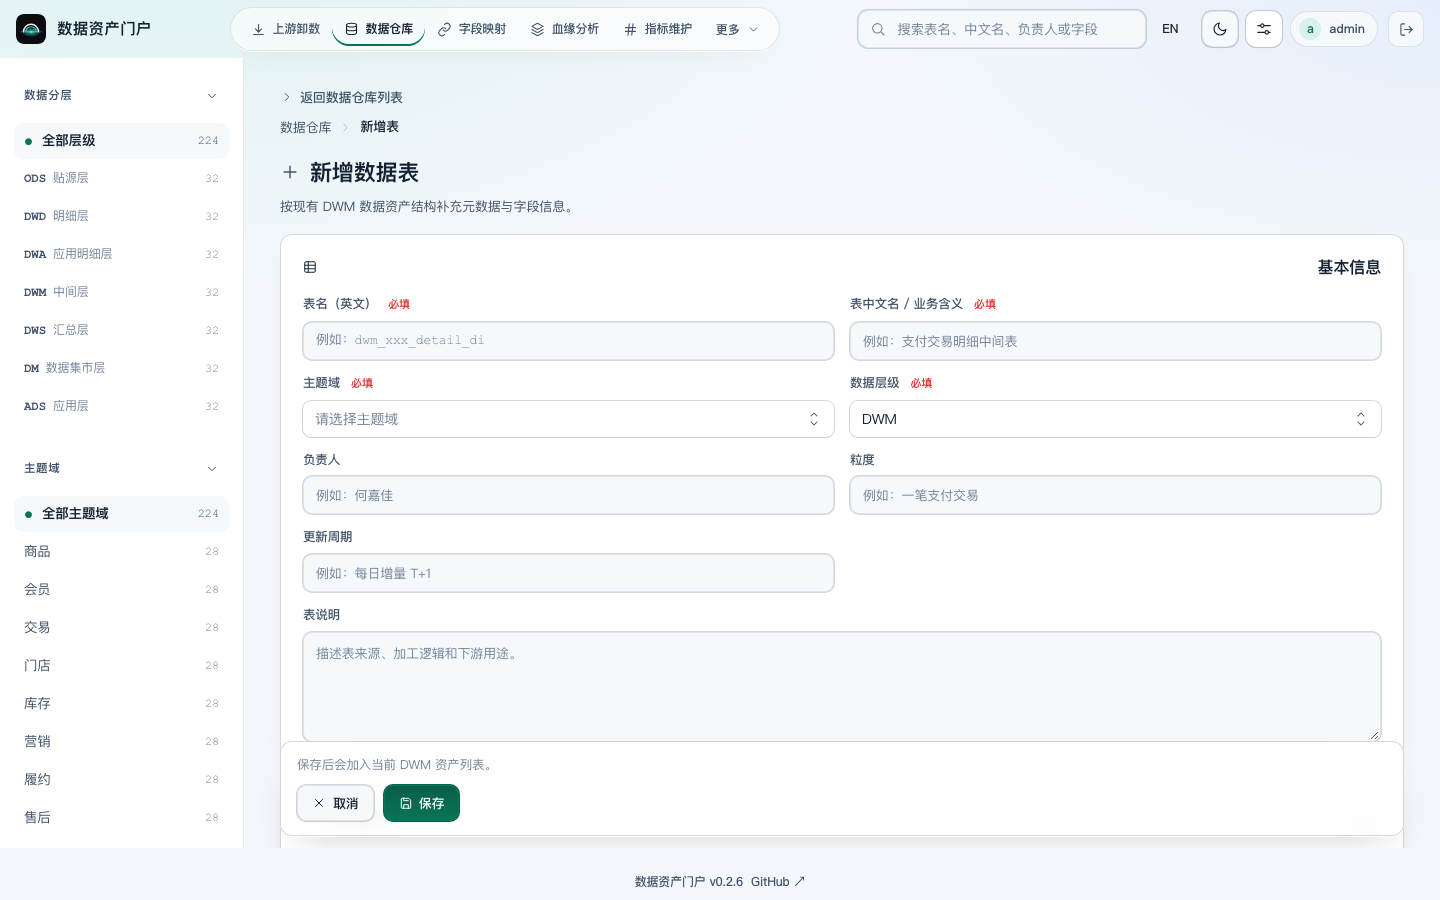 数据资产门户
上游卸数
数据仓库
字段映射
血缘分析
指标维护
更多
搜索表名、中文名、负责人或字段
EN
a
admin
数据分层
全部层级 224
ODS 贴源层 32
DWD 明细层 32
DWA 应用明细层 32
DWM 中间层 32
DWS 汇总层 32
DM 数据集市层 32
ADS 应用层 32
主题域
全部主题域 224
商品 28
会员 28
交易 28
门店 28
库存 28
营销 28
履约 28
售后 28
返回数据仓库列表
数据仓库 新增表
新增数据表
按现有 DWM 数据资产结构补充元数据与字段信息。
基本信息
表名（英文） 必填
例如：dwm_xxx_detail_di
表中文名 / 业务含义 必填
例如：支付交易明细中间表
主题域 必填
请选择主题域
数据层级 必填
DWM
负责人
例如：何嘉佳
粒度
例如：一笔支付交易
更新周期
例如：每日增量 T+1
表说明
描述表来源、加工逻辑和下游用途。
保存后会加入当前 DWM 资产列表。
取消
保存
数据资产门户 v0.2.6 GitHub ↗